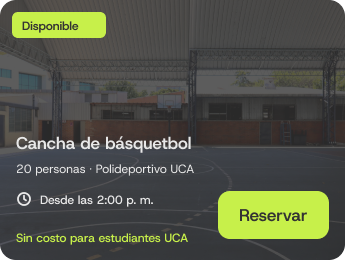 Disponible
Cancha de básquetbol
20 personas · Polideportivo UCA
Desde las 2:00 p. m.
Reservar
Sin costo para estudiantes UCA